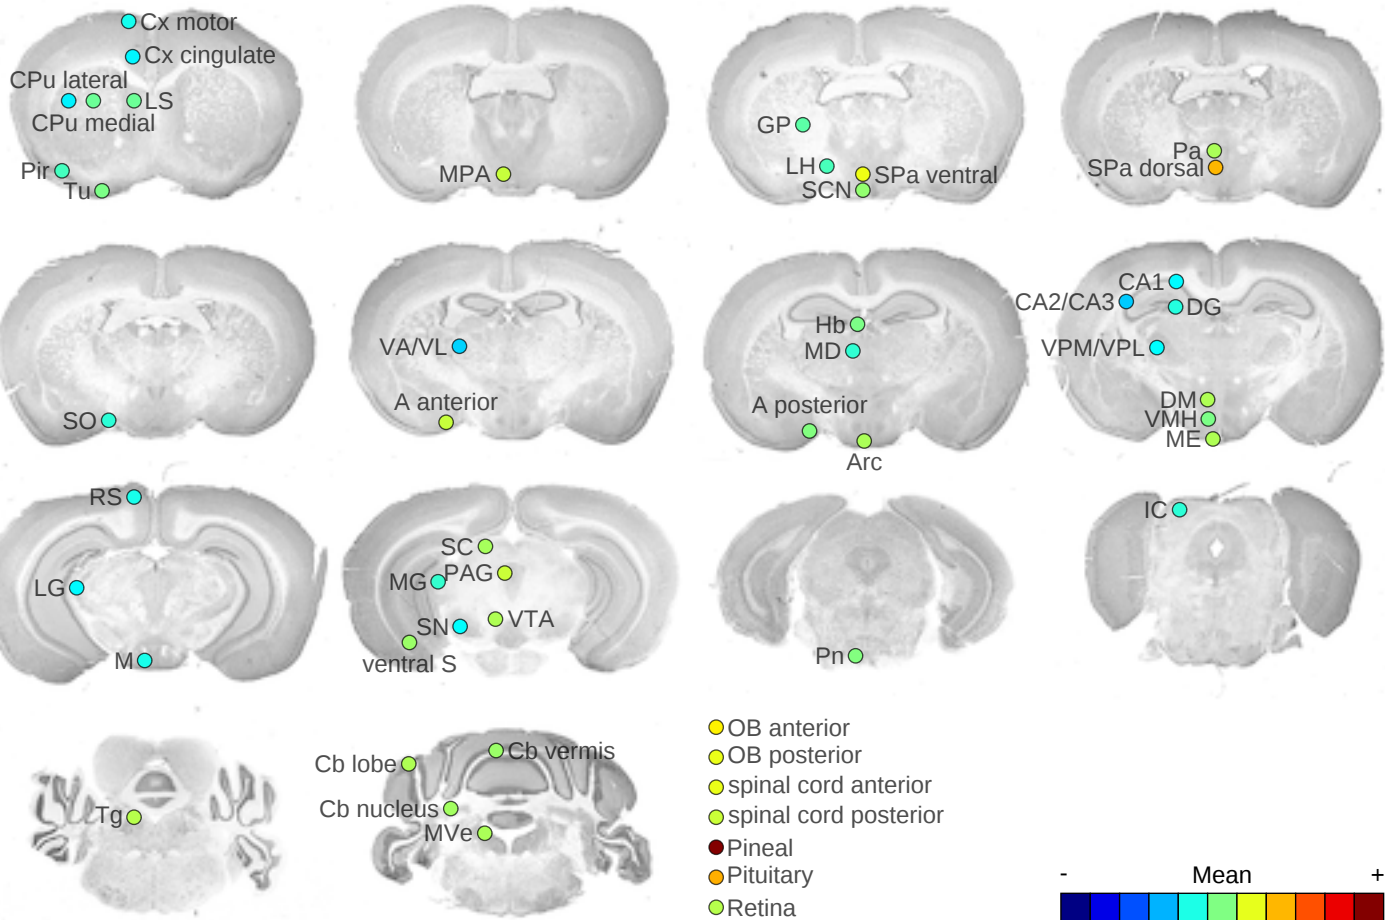 Cx motor
Cx cingulate
CPu lateral
LS
CPu medial
Pir
Tu
MPA
GP
LH
SPa ventral
SCN
Pa
SPa dorsal
SO
VA/VL
A anterior
Hb
MD
A posterior
Arc
CA1
CA2/CA3
DG
VPM/VPL
DM
VMH
ME
RS
LG
M
SC
MG
PAG
SN
VTA
ventral S
Pn
IC
Tg
Cb lobe
Cb vermis
Cb nucleus
MVe
OB anterior
OB posterior
spinal cord anterior
spinal cord posterior
Pineal
Pituitary
Retina
- Mean +